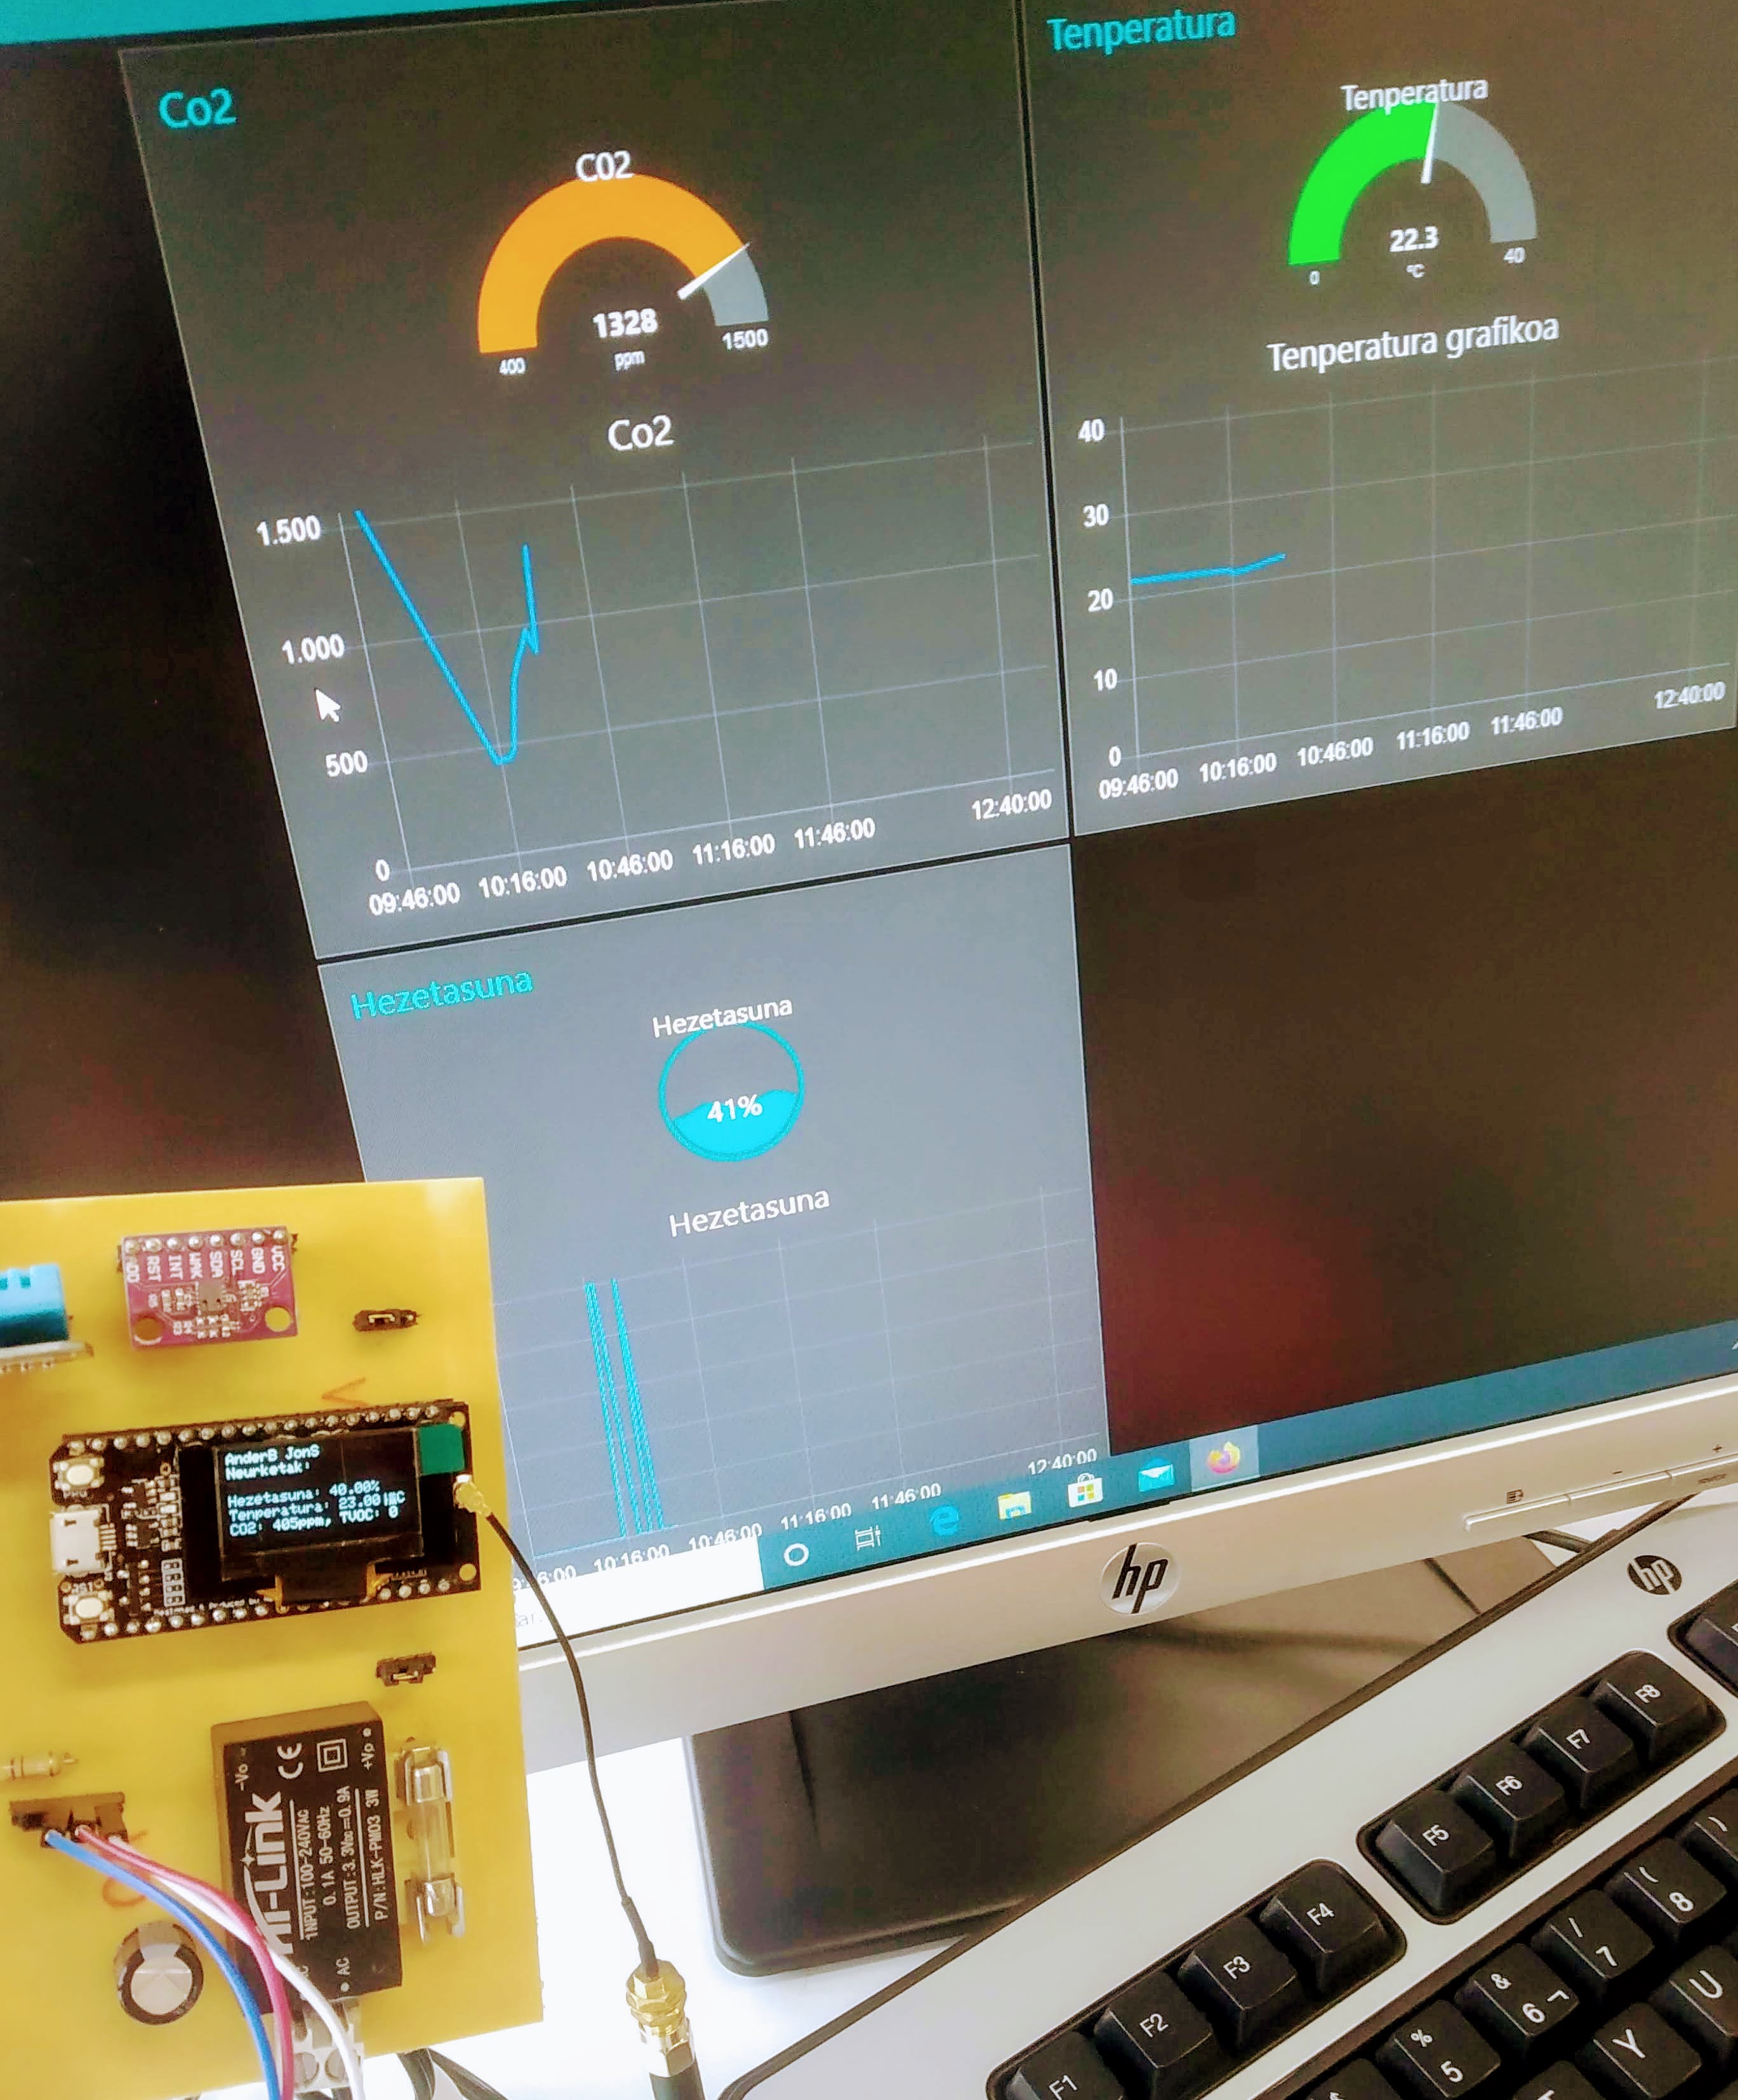 Co2
C02
1328
ppm
400
1500
Co2
1.500
1.000
500
0
09:46:00 10:16:00 10:46:00 11:16:00 11:46:00 12:40:00
Tenperatura
Tenperatura
22.3
°C
0
40
Tenperatura grafikoa
40
30
20
10
0
09:46:00 10:16:00 10:46:00 11:16:00 11:46:00 12:40:00
Hezetasuna
Hezetasuna
41%
Hezetasuna
10:16:00 10:46:00 11:16:00 11:46:00 12:40:00
hp
hp
RST INT WAK SDA SCL GND VCC
AnderB JonS
Neurketak:
Hezetasuna: 40.00%
Tenperatura: 23.00
CO2: 405ppm, TVOC: 0
-Vo
+Vo
CE
INPUT:100-240VAC
0.1A 50-60Hz
P/N:HLK-PM03 3W
AC
F1
F2
F3
F4
F5
F6
F7
F8
%
5
&
6 ¬
/
7
(
8
)
Y
U